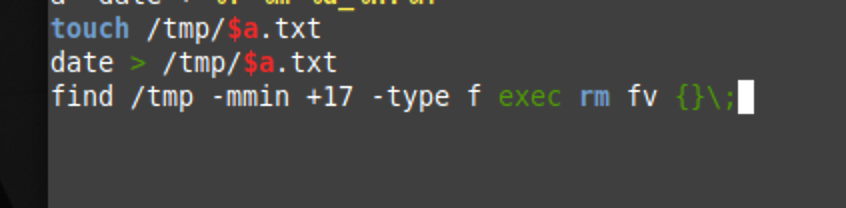 touch /tmp/$a.txt
date > /tmp/$a.txt
find /tmp -mmin +17 -type f exec rm fv {}\;